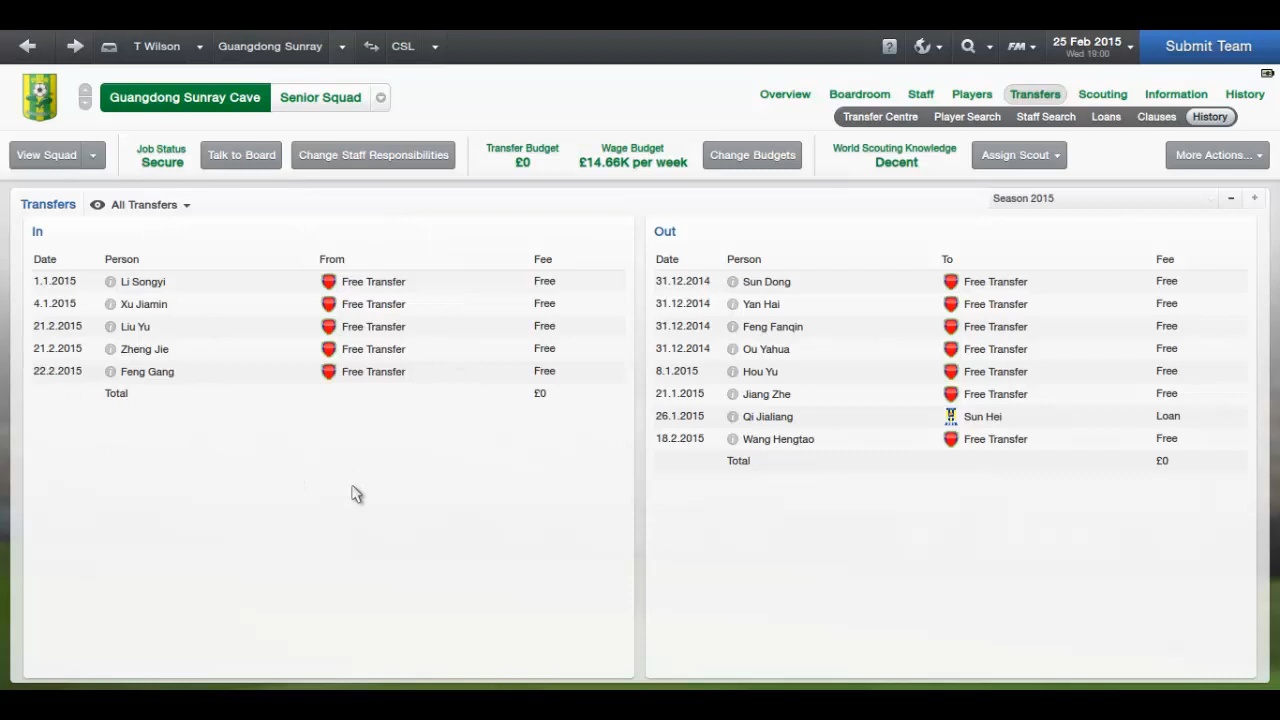 T Wilson Guangdong Sunray CSL ? FM 25 Feb 2015 Submit Team
Wed 19:00
Guangdong Sunray Cave Senior Squad
Overview Boardroom Staff Players Transfers Scouting Information History
Transfer Centre Player Search Staff Search Loans Clauses History
View Squad Job Status Secure Talk to Board Change Staff Responsibilities Transfer Budget £0 Wage Budget £14.66K per week Change Budgets World Scouting Knowledge Decent Assign Scout More Actions...
Transfers All Transfers Season 2015 - +
In
Date Person From Fee
1.1.2015 Li Songyi Free Transfer Free
4.1.2015 Xu Jiamin Free Transfer Free
21.2.2015 Liu Yu Free Transfer Free
21.2.2015 Zheng Jie Free Transfer Free
22.2.2015 Feng Gang Free Transfer Free
Total £0
Out
Date Person To Fee
31.12.2014 Sun Dong Free Transfer Free
31.12.2014 Yan Hai Free Transfer Free
31.12.2014 Feng Fanqin Free Transfer Free
31.12.2014 Ou Yahua Free Transfer Free
8.1.2015 Hou Yu Free Transfer Free
21.1.2015 Jiang Zhe Free Transfer Free
26.1.2015 Qi Jialiang Sun Hei Loan
18.2.2015 Wang Hengtao Free Transfer Free
Total £0